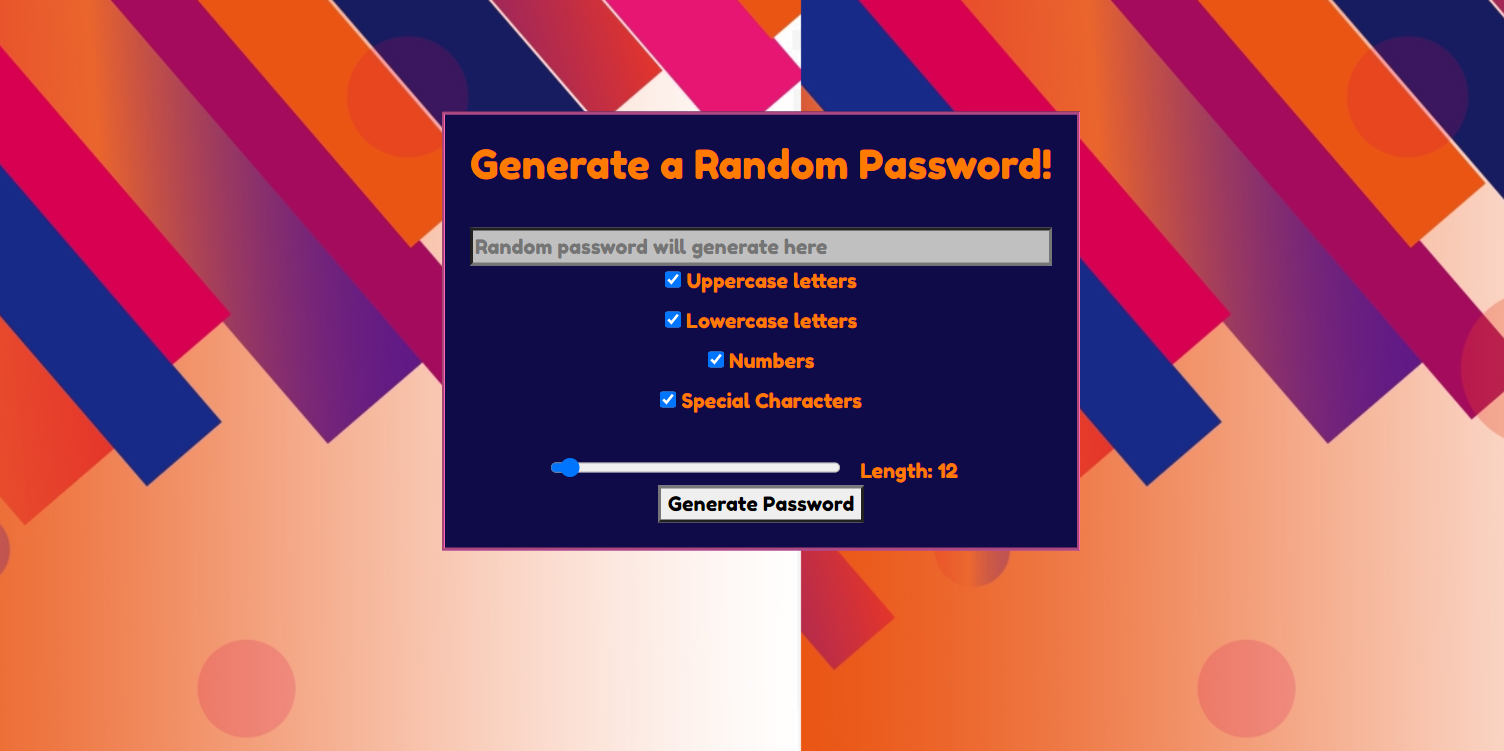 Generate a Random Password!
Random password will generate here
Uppercase letters
Lowercase letters
Numbers
Special Characters
Length: 12
Generate Password